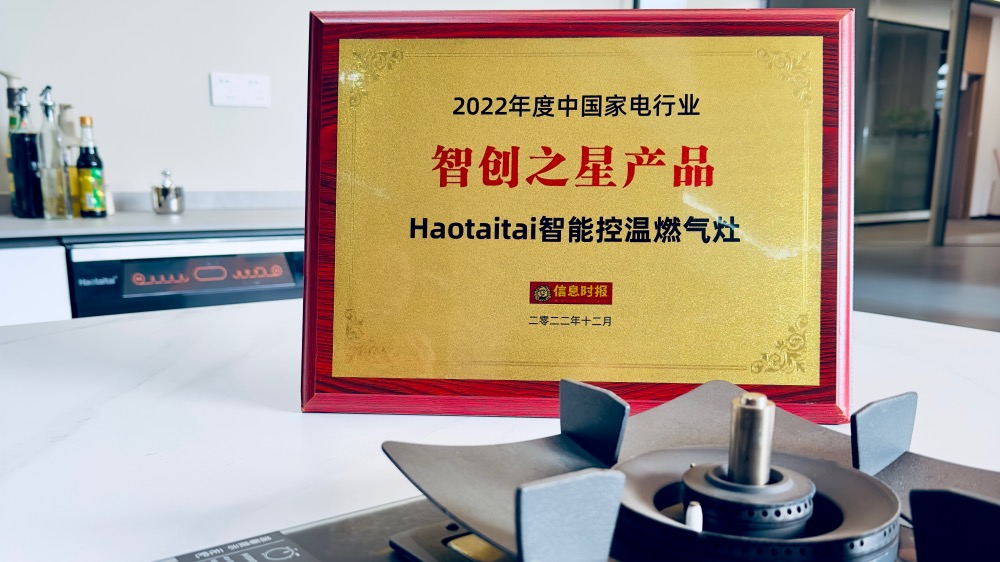 2022年度中国家电行业
智创之星产品
Haotaitai智能控温燃气灶
信息时报
二零二二年十二月
Haotaitai